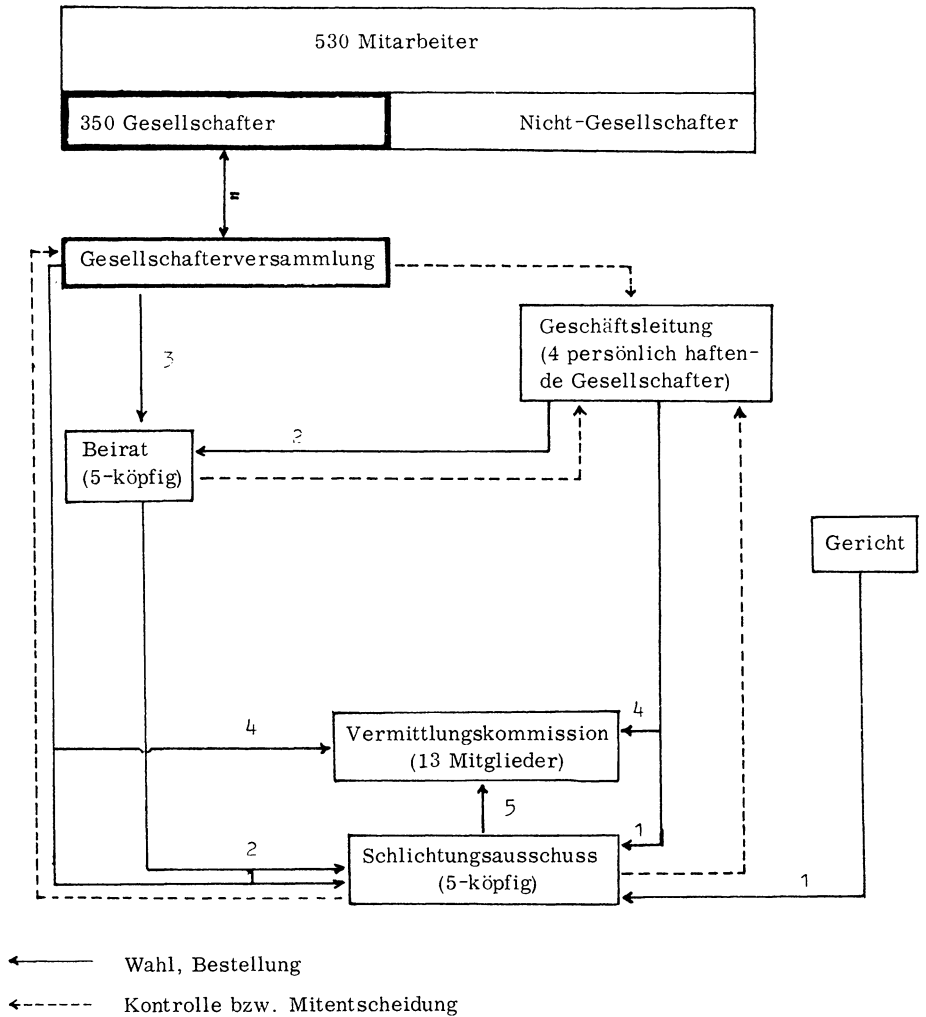 530 Mitarbeiter
350 Gesellschafter
Nicht-Gesellschafter
=
Gesellschafterversammlung
Geschäftsleitung
(4 persönlich haften-
de Gesellschafter)
3
2
Beirat
(5-köpfig)
Gericht
4
4
Vermittlungskommission
(13 Mitglieder)
5
1
2
Schlichtungsausschuss
1
(5-köpfig)
1
Wahl, Bestellung
Kontrolle bzw. Mitentscheidung